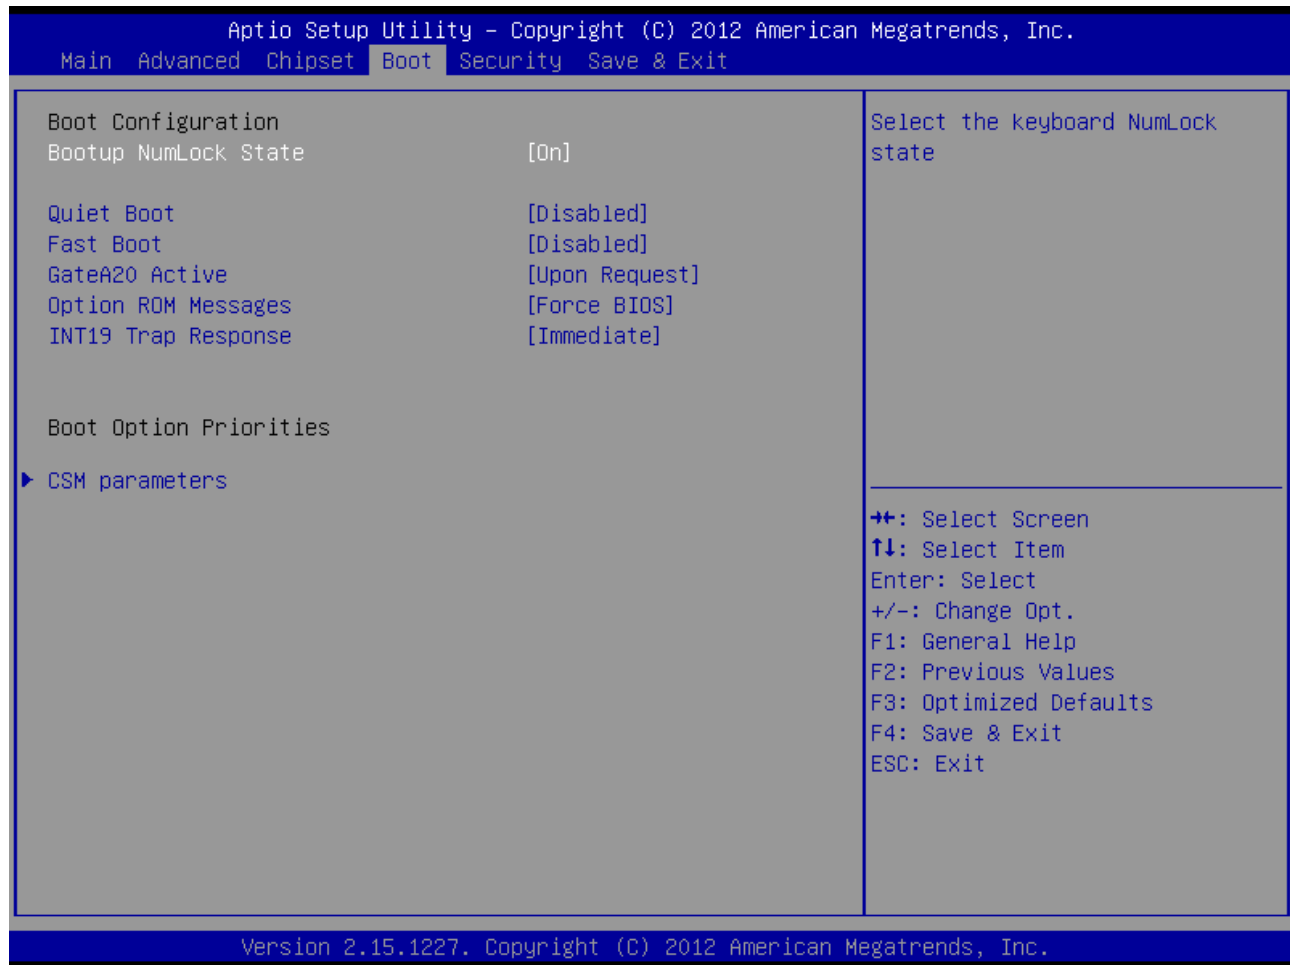 Aptio Setup Utility – Copyright (C) 2012 American Megatrends, Inc.
Main Advanced Chipset Boot Security Save & Exit
Boot Configuration
Bootup NumLock State [On]
Quiet Boot [Disabled]
Fast Boot [Disabled]
GateA20 Active [Upon Request]
Option ROM Messages [Force BIOS]
INT19 Trap Response [Immediate]
Boot Option Priorities
► CSM parameters
Select the keyboard NumLock
state
→←: Select Screen
↑↓: Select Item
Enter: Select
+/-: Change Opt.
F1: General Help
F2: Previous Values
F3: Optimized Defaults
F4: Save & Exit
ESC: Exit
Version 2.15.1227. Copyright (C) 2012 American Megatrends, Inc.